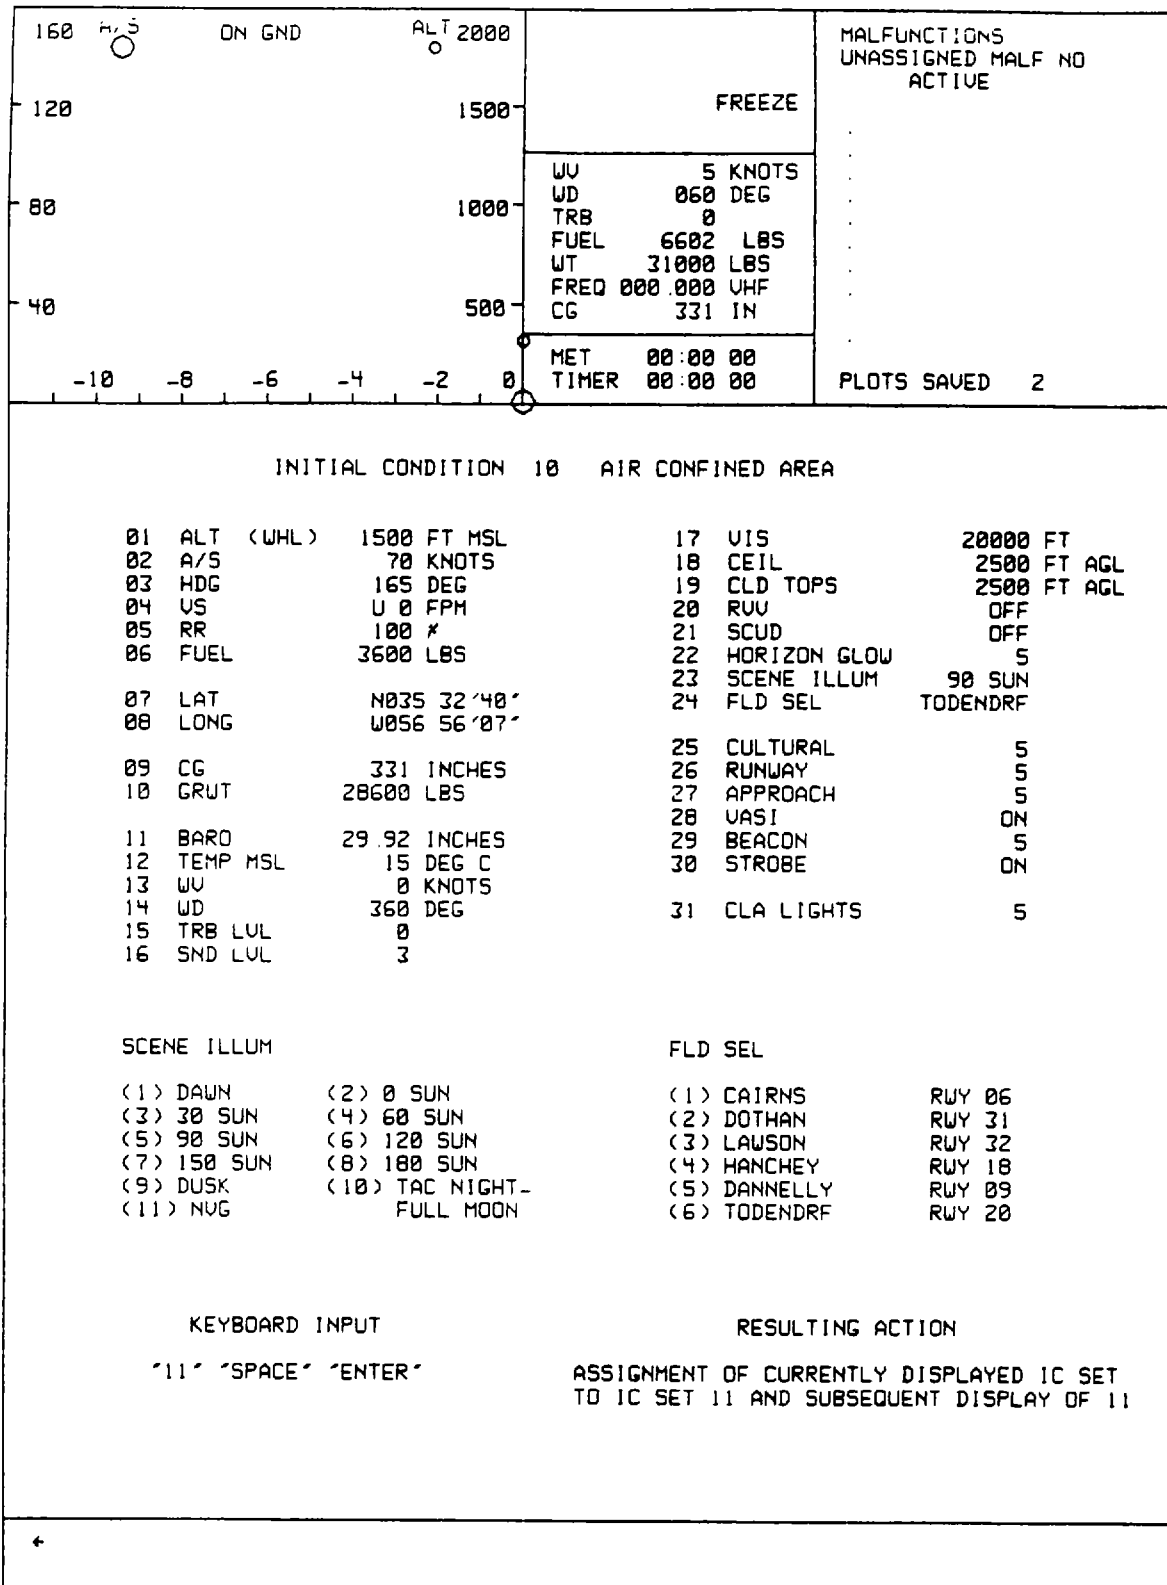 160 A/S ON GND ALT 2000
120 1500
80 1000
40 500
-10 -8 -6 -4 -2 0
FREEZE
WV 5 KNOTS
WD 060 DEG
TRB 0
FUEL 6602 LBS
WT 31000 LBS
FREQ 000.000 VHF
CG 331 IN
MET 00:00 00
TIMER 00:00 00
MALFUNCTIONS
UNASSIGNED MALF NO
ACTIVE
PLOTS SAVED 2
INITIAL CONDITION 10 AIR CONFINED AREA
01 ALT (WHL) 1500 FT MSL
02 A/S 70 KNOTS
03 HDG 165 DEG
04 VS U 0 FPM
05 RR 100 %
06 FUEL 3600 LBS
07 LAT N035 32'40"
08 LONG W056 56'07"
09 CG 331 INCHES
10 GRWT 28600 LBS
11 BARO 29.92 INCHES
12 TEMP MSL 15 DEG C
13 WV 0 KNOTS
14 WD 360 DEG
15 TRB LVL 0
16 SND LVL 3
17 VIS 20000 FT
18 CEIL 2500 FT AGL
19 CLD TOPS 2500 FT AGL
20 RVV OFF
21 SCUD OFF
22 HORIZON GLOW 5
23 SCENE ILLUM 90 SUN
24 FLD SEL TODENDRF
25 CULTURAL 5
26 RUNWAY 5
27 APPROACH 5
28 VASI ON
29 BEACON 5
30 STROBE ON
31 CLA LIGHTS 5
SCENE ILLUM
(1) DAWN (2) 0 SUN
(3) 30 SUN (4) 60 SUN
(5) 90 SUN (6) 120 SUN
(7) 150 SUN (8) 180 SUN
(9) DUSK (10) TAC NIGHT-
(11) NVG FULL MOON
FLD SEL
(1) CAIRNS RWY 06
(2) DOTHAN RWY 31
(3) LAWSON RWY 32
(4) HANCHEY RWY 18
(5) DANNELLY RWY 09
(6) TODENDRF RWY 20
KEYBOARD INPUT
"11" "SPACE" "ENTER"
RESULTING ACTION
ASSIGNMENT OF CURRENTLY DISPLAYED IC SET
TO IC SET 11 AND SUBSEQUENT DISPLAY OF 11